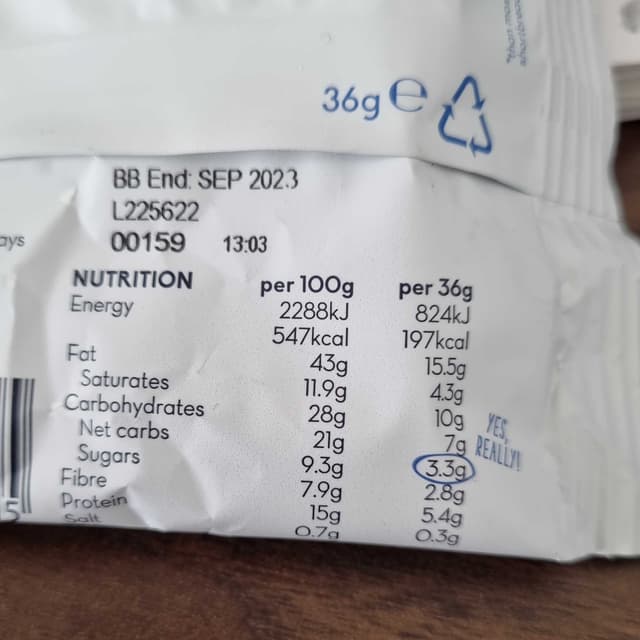 36g e
BB End: SEP 2023
L225622
00159 13:03
ays
NUTRITION per 100g per 36g
Energy 2288kJ 824kJ
547kcal 197kcal
Fat 43g 15.5g
Saturates 11.9g 4.3g
Carbohydrates 28g 10g
Net carbs 21g 7g
Sugars 9.3g 3.3g
YES, REALLY!
Fibre 7.9g 2.8g
Protein 15g 5.4g
Salt 0.7g 0.3g
5